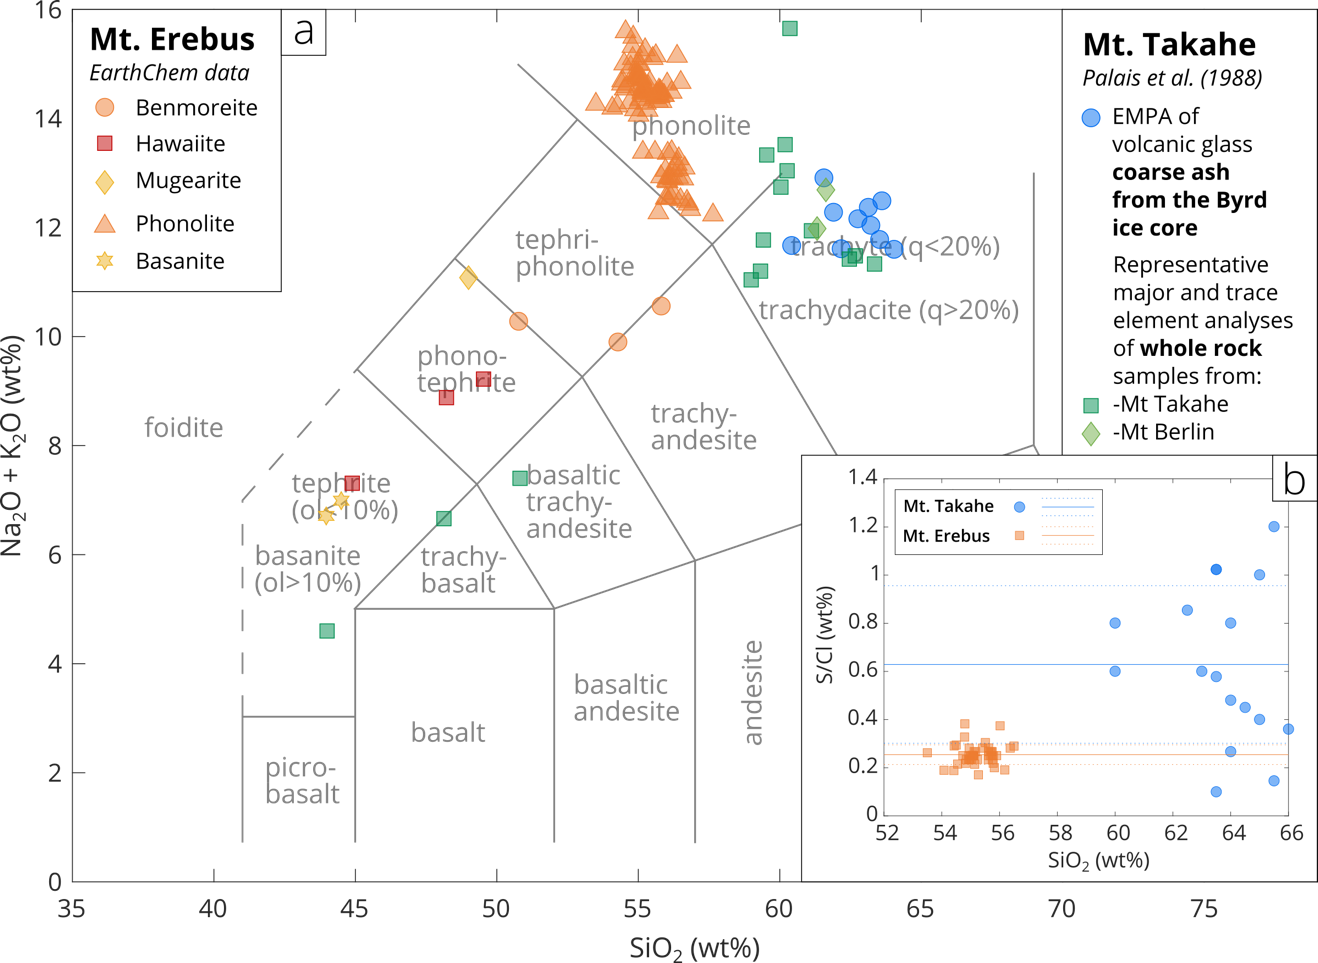 a
Mt. Erebus
EarthChem data
Benmoreite
Hawaiite
Mugearite
Phonolite
Basanite
Mt. Takahe
Palais et al. (1988)
EMPA of
volcanic glass
coarse ash
from the Byrd
ice core
Representative
major and trace
element analyses
of whole rock
samples from:
-Mt Takahe
-Mt Berlin
phonolite
tephri-
phonolite
trachyte (q<20%)
trachydacite (q>20%)
phono-
tephrite
foidite
trachy-
andesite
tephrite
(ol<10%)
basaltic
trachy-
andesite
basanite
(ol>10%)
trachy-
basalt
basaltic
andesite
andesite
basalt
picro-
basalt
16
14
12
10
8
6
4
2
0
Na2O + K2O (wt%)
35
40
45
50
55
60
65
70
75
SiO2 (wt%)
b
Mt. Takahe
Mt. Erebus
1.4
1.2
1
0.8
0.6
0.4
0.2
0
S/Cl (wt%)
52
54
56
58
60
62
64
66
SiO2 (wt%)